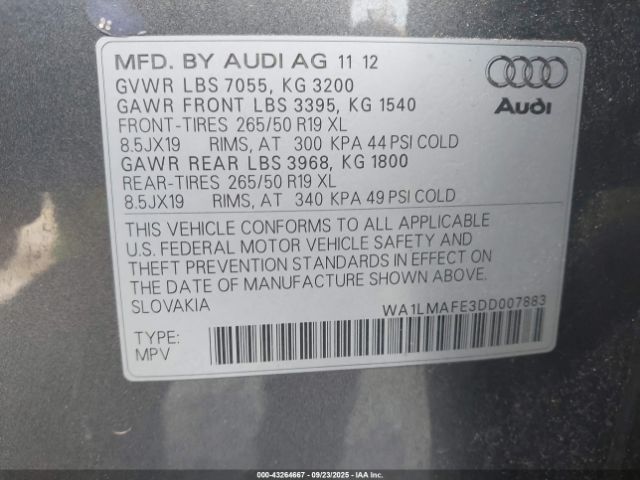 MFD. BY AUDI AG 11 12
GVWR LBS 7055, KG 3200
GAWR FRONT LBS 3395, KG 1540
FRONT-TIRES 265/50 R19 XL
8.5JX19 RIMS, AT 300 KPA 44 PSI COLD
GAWR REAR LBS 3968, KG 1800
REAR-TIRES 265/50 R19 XL
8.5JX19 RIMS, AT 340 KPA 49 PSI COLD
Audi
THIS VEHICLE CONFORMS TO ALL APPLICABLE
U.S. FEDERAL MOTOR VEHICLE SAFETY AND
THEFT PREVENTION STANDARDS IN EFFECT ON
THE DATE OF MANUFACTURE SHOWN ABOVE.
SLOVAKIA
WA1LMAFE3DD007883
TYPE:
MPV
000-43264667 - 09/23/2025 - IAA Inc.